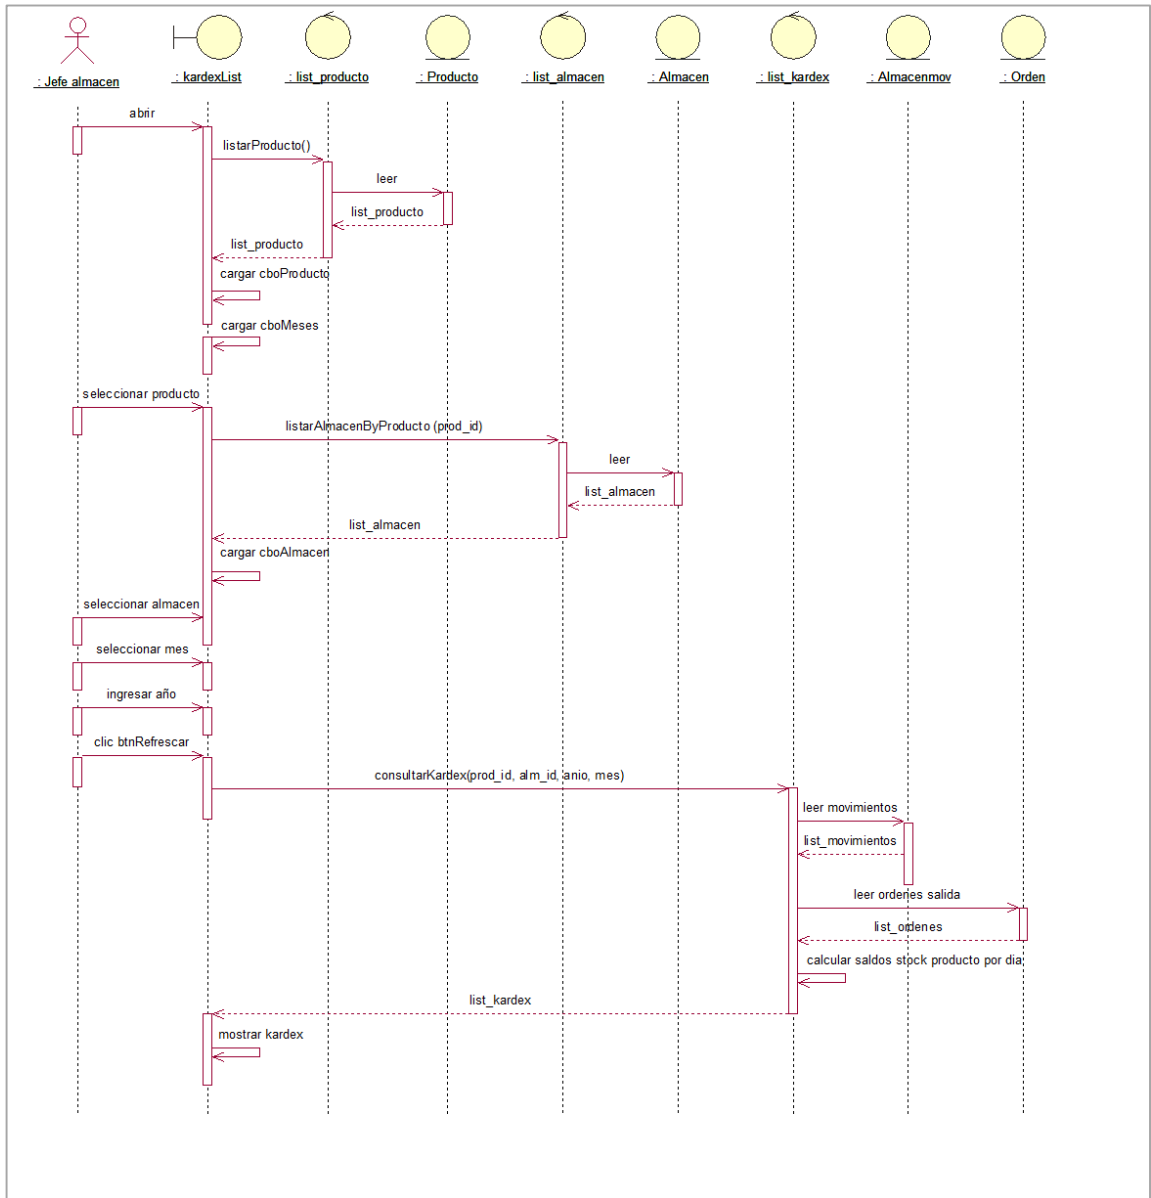 : Jefe almacen
: kardexList
: list_producto
: Producto
: list_almacen
: Almacen
: list_kardex
: Almacenmov
: Orden
abrir
listarProducto()
leer
list_producto
list_producto
cargar cboProducto
cargar cboMeses
seleccionar producto
listarAlmacenByProducto (prod_id)
leer
list_almacen
list_almacen
cargar cboAlmacen
seleccionar almacen
seleccionar mes
ingresar año
clic btnRefrescar
consultarKardex(prod_id, alm_id, anio, mes)
leer movimientos
list_movimientos
leer ordenes salida
list_ordenes
calcular saldos stock producto por dia
list_kardex
mostrar kardex